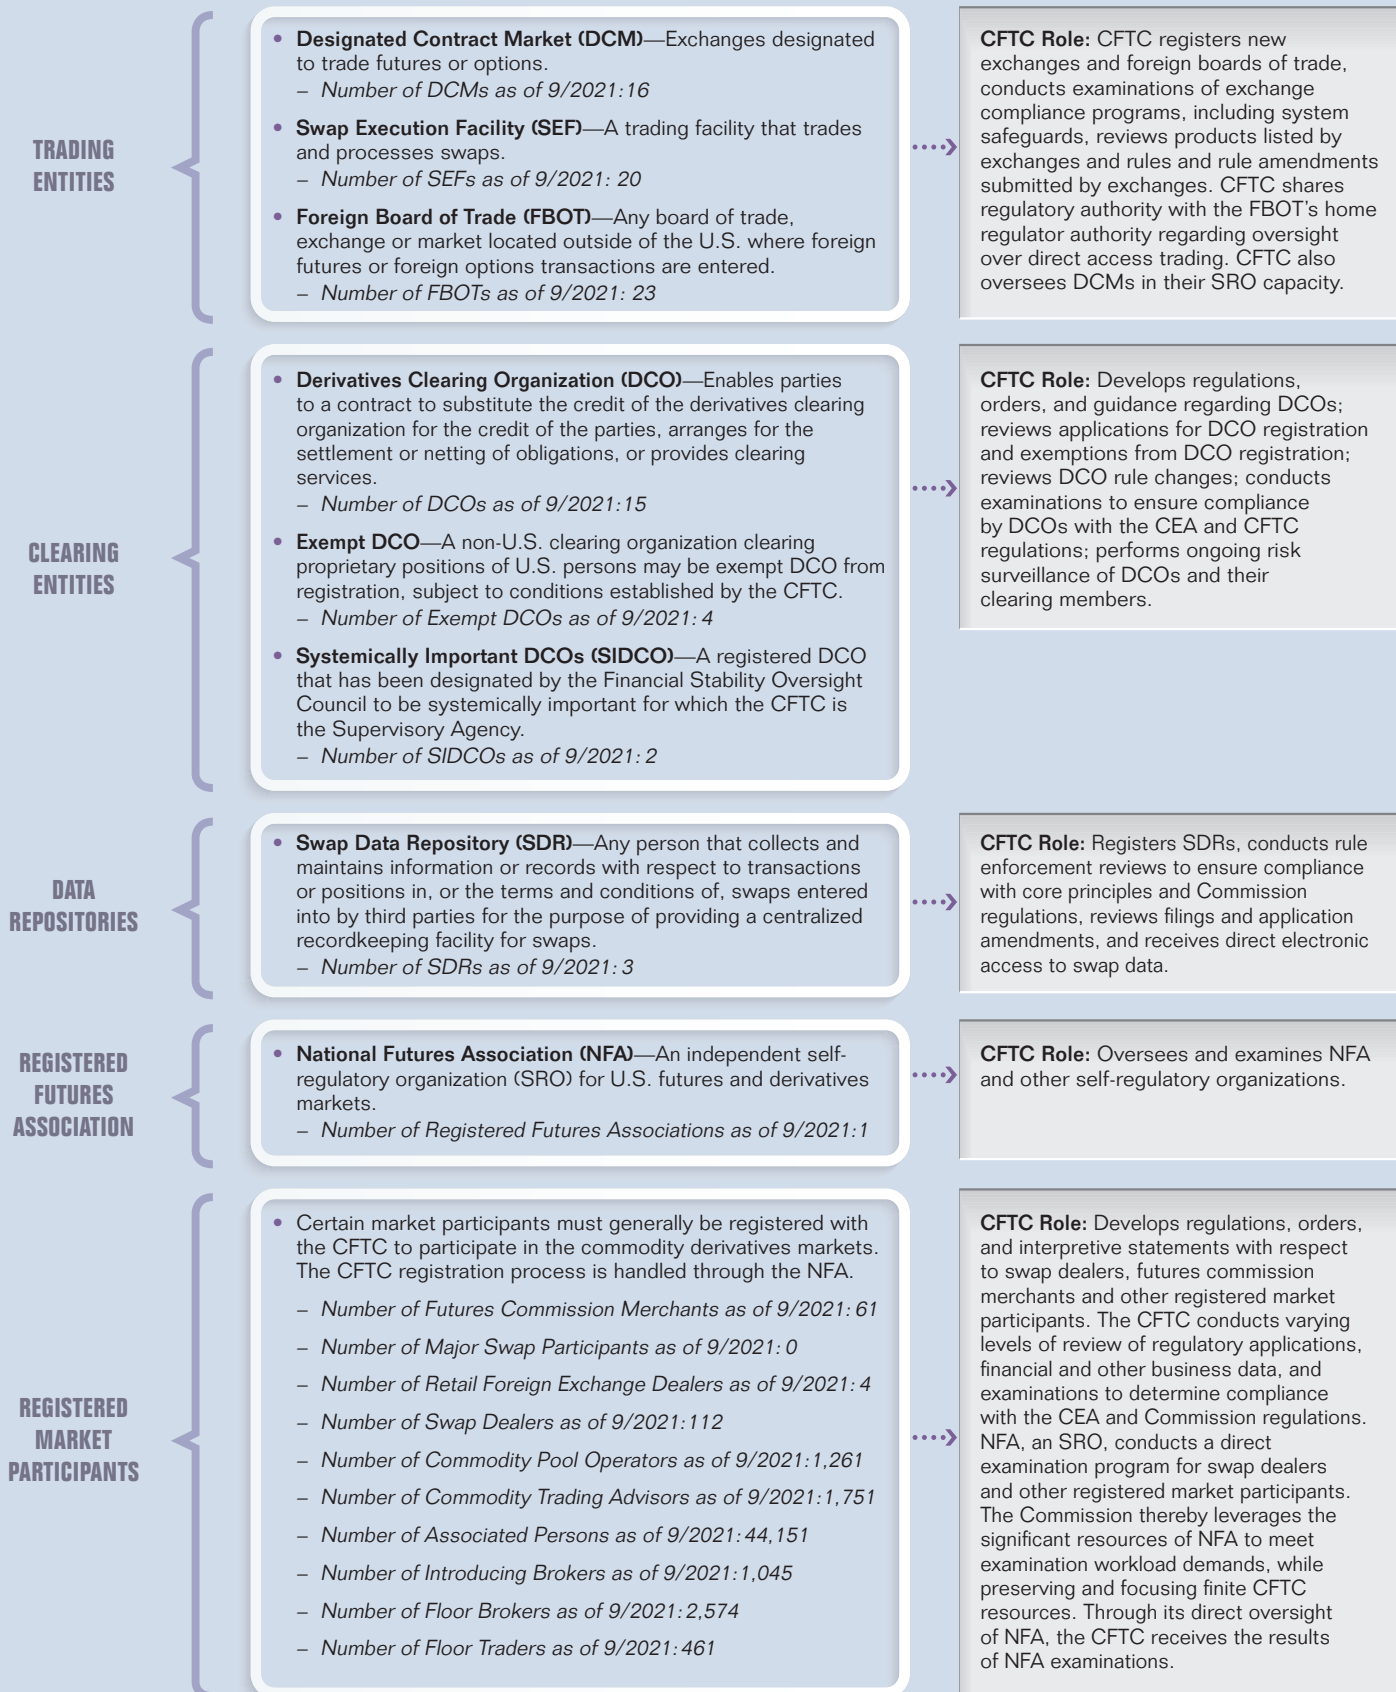 TRADING
ENTITIES
• Designated Contract Market (DCM)—Exchanges designated
to trade futures or options.
– Number of DCMs as of 9/2021: 16
• Swap Execution Facility (SEF)—A trading facility that trades
and processes swaps.
– Number of SEFs as of 9/2021: 20
• Foreign Board of Trade (FBOT)—Any board of trade,
exchange or market located outside of the U.S. where foreign
futures or foreign options transactions are entered.
– Number of FBOTs as of 9/2021: 23
CFTC Role: CFTC registers new
exchanges and foreign boards of trade,
conducts examinations of exchange
compliance programs, including system
safeguards, reviews products listed by
exchanges and rules and rule amendments
submitted by exchanges. CFTC shares
regulatory authority with the FBOT's home
regulator authority regarding oversight
over direct access trading. CFTC also
oversees DCMs in their SRO capacity.
CLEARING
ENTITIES
• Derivatives Clearing Organization (DCO)—Enables parties
to a contract to substitute the credit of the derivatives clearing
organization for the credit of the parties, arranges for the
settlement or netting of obligations, or provides clearing
services.
– Number of DCOs as of 9/2021: 15
• Exempt DCO—A non-U.S. clearing organization clearing
proprietary positions of U.S. persons may be exempt DCO from
registration, subject to conditions established by the CFTC.
– Number of Exempt DCOs as of 9/2021: 4
• Systemically Important DCOs (SIDCO)—A registered DCO
that has been designated by the Financial Stability Oversight
Council to be systemically important for which the CFTC is
the Supervisory Agency.
– Number of SIDCOs as of 9/2021: 2
CFTC Role: Develops regulations,
orders, and guidance regarding DCOs;
reviews applications for DCO registration
and exemptions from DCO registration;
reviews DCO rule changes; conducts
examinations to ensure compliance
by DCOs with the CEA and CFTC
regulations; performs ongoing risk
surveillance of DCOs and their
clearing members.
DATA
REPOSITORIES
• Swap Data Repository (SDR)—Any person that collects and
maintains information or records with respect to transactions
or positions in, or the terms and conditions of, swaps entered
into by third parties for the purpose of providing a centralized
recordkeeping facility for swaps.
– Number of SDRs as of 9/2021: 3
CFTC Role: Registers SDRs, conducts rule
enforcement reviews to ensure compliance
with core principles and Commission
regulations, reviews filings and application
amendments, and receives direct electronic
access to swap data.
REGISTERED
FUTURES
ASSOCIATION
• National Futures Association (NFA)—An independent self-
regulatory organization (SRO) for U.S. futures and derivatives
markets.
– Number of Registered Futures Associations as of 9/2021: 1
CFTC Role: Oversees and examines NFA
and other self-regulatory organizations.
REGISTERED
MARKET
PARTICIPANTS
• Certain market participants must generally be registered with
the CFTC to participate in the commodity derivatives markets.
The CFTC registration process is handled through the NFA.
– Number of Futures Commission Merchants as of 9/2021: 61
– Number of Major Swap Participants as of 9/2021: 0
– Number of Retail Foreign Exchange Dealers as of 9/2021: 4
– Number of Swap Dealers as of 9/2021: 112
– Number of Commodity Pool Operators as of 9/2021: 1,261
– Number of Commodity Trading Advisors as of 9/2021: 1,751
– Number of Associated Persons as of 9/2021: 44,151
– Number of Introducing Brokers as of 9/2021: 1,045
– Number of Floor Brokers as of 9/2021: 2,574
– Number of Floor Traders as of 9/2021: 461
CFTC Role: Develops regulations, orders,
and interpretive statements with respect
to swap dealers, futures commission
merchants and other registered market
participants. The CFTC conducts varying
levels of review of regulatory applications,
financial and other business data, and
examinations to determine compliance
with the CEA and Commission regulations.
NFA, an SRO, conducts a direct
examination program for swap dealers
and other registered market participants.
The Commission thereby leverages the
significant resources of NFA to meet
examination workload demands, while
preserving and focusing finite CFTC
resources. Through its direct oversight
of NFA, the CFTC receives the results
of NFA examinations.